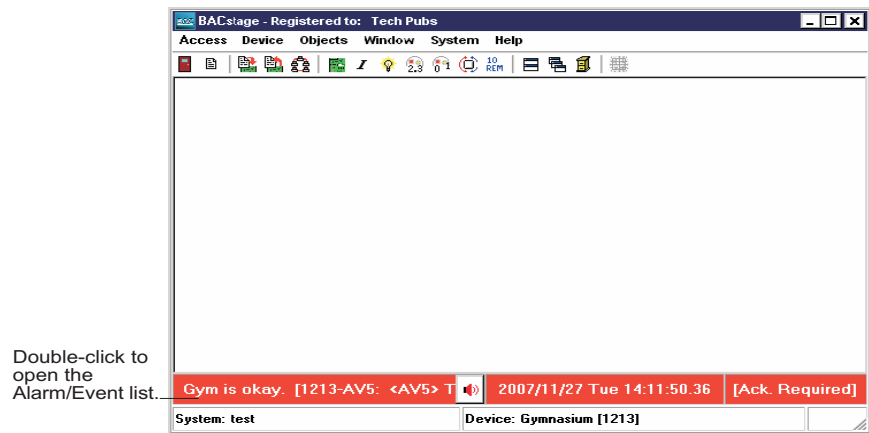 BACstage - Registered to: Tech Pubs
Access Device Objects Window System Help
2.3 0 1 10 REM
Double-click to
open the
Alarm/Event list.
Gym is okay. [1213-AV5: <AV5> T 2007/11/27 Tue 14:11:50.36 [Ack. Required]
System: test Device: Gymnasium [1213]